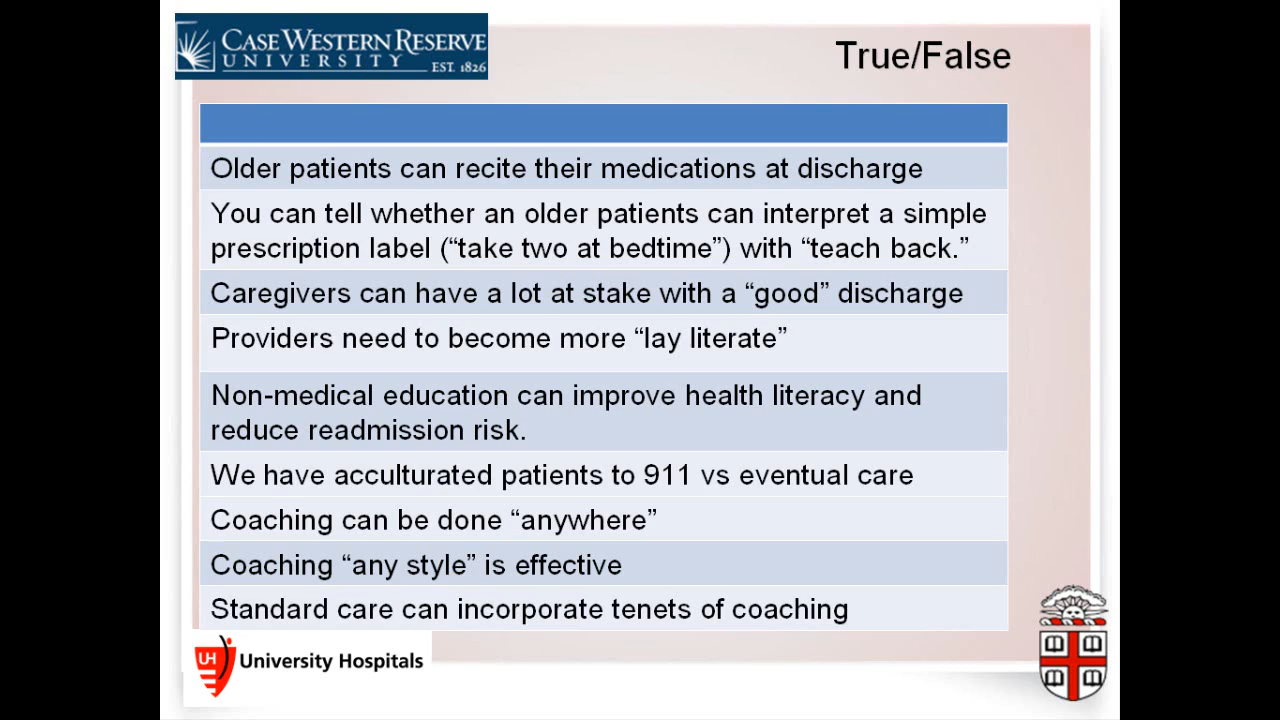 CASE WESTERN RESERVE
UNIVERSITY
EST. 1826
True/False
Older patients can recite their medications at discharge
You can tell whether an older patients can interpret a simple
prescription label (“take two at bedtime”) with “teach back.”
Caregivers can have a lot at stake with a “good” discharge
Providers need to become more “lay literate”
Non-medical education can improve health literacy and
reduce readmission risk.
We have acculturated patients to 911 vs eventual care
Coaching can be done “anywhere”
Coaching “any style” is effective
Standard care can incorporate tenets of coaching
UH
University Hospitals